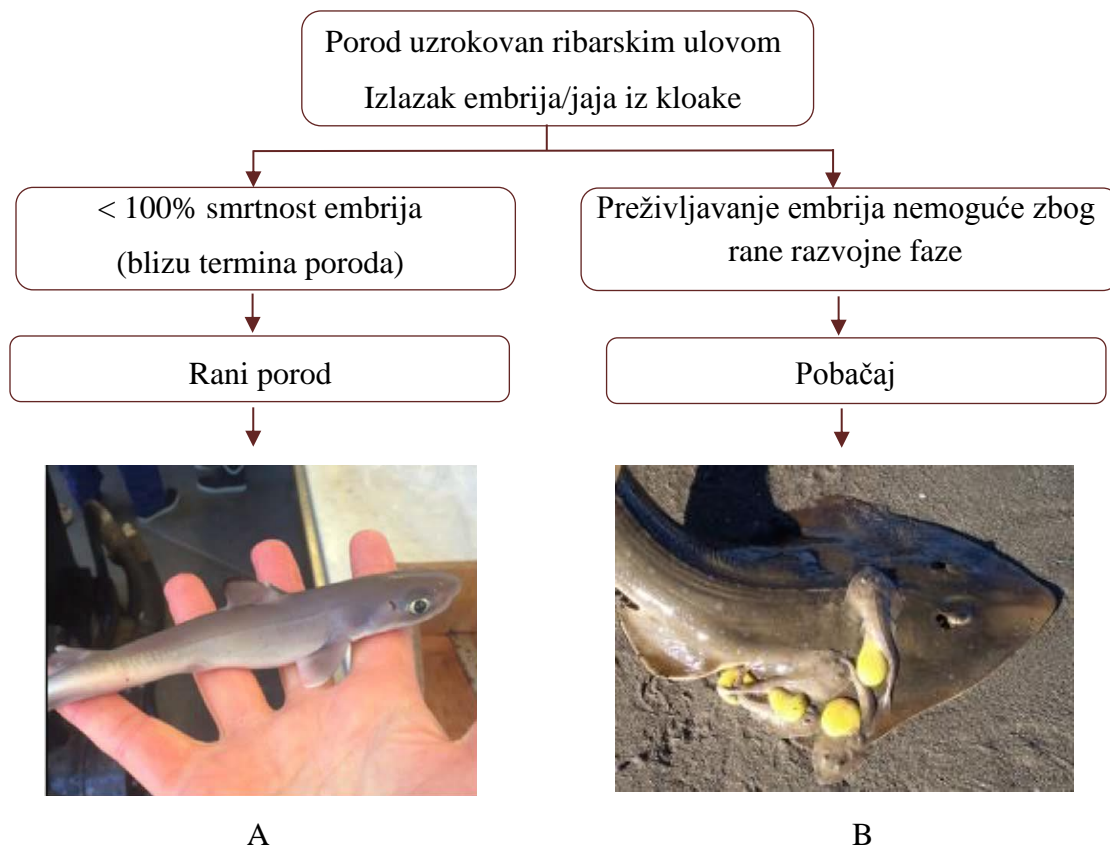 Porod uzrokovan ribarskim ulovom
Izlazak embrija/jaja iz kloake
< 100% smrtnost embrija
(blizu termina poroda)
Preživljavanje embrija nemoguće zbog
rane razvojne faze
Rani porod
Pobačaj
A
B